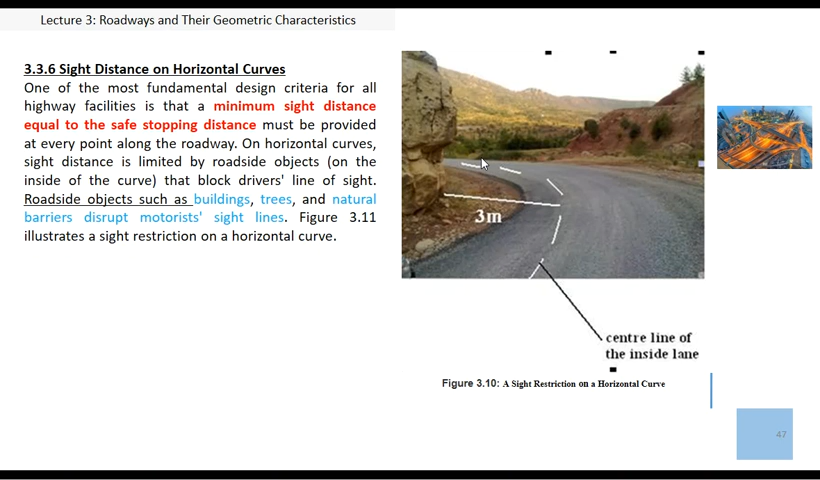 Lecture 3: Roadways and Their Geometric Characteristics
3.3.6 Sight Distance on Horizontal Curves
One of the most fundamental design criteria for all
highway facilities is that a minimum sight distance
equal to the safe stopping distance must be provided
at every point along the roadway. On horizontal curves,
sight distance is limited by roadside objects (on the
inside of the curve) that block drivers' line of sight.
Roadside objects such as buildings, trees, and natural
barriers disrupt motorists' sight lines. Figure 3.11
illustrates a sight restriction on a horizontal curve.
3m
centre line of
the inside lane
Figure 3.10: A Sight Restriction on a Horizontal Curve
47